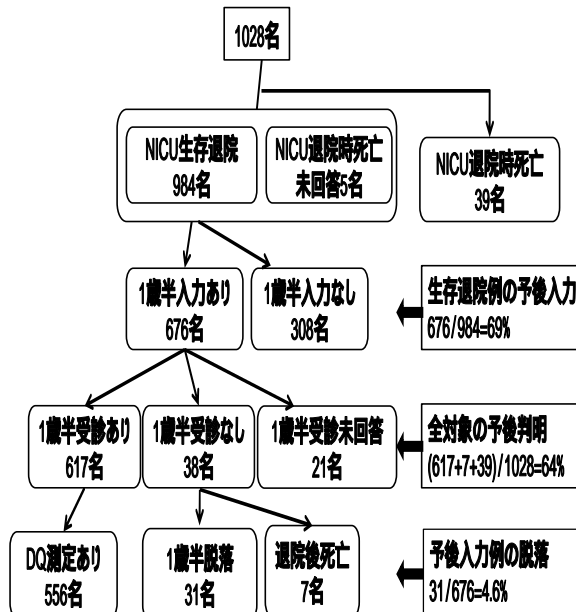 1028名
NICU生存退院
984名
NICU退院時死亡
未回答5名
NICU退院時死亡
39名
1歳半入力あり
676名
1歳半入力なし
308名
生存退院例の予後入力
676/984=69%
1歳半受診あり
617名
1歳半受診なし
38名
1歳半受診未回答
21名
全対象の予後判明
(617+7+39)/1028=64%
DQ測定あり
556名
1歳半脱落
31名
退院後死亡
7名
予後入力例の脱落
31/676=4.6%